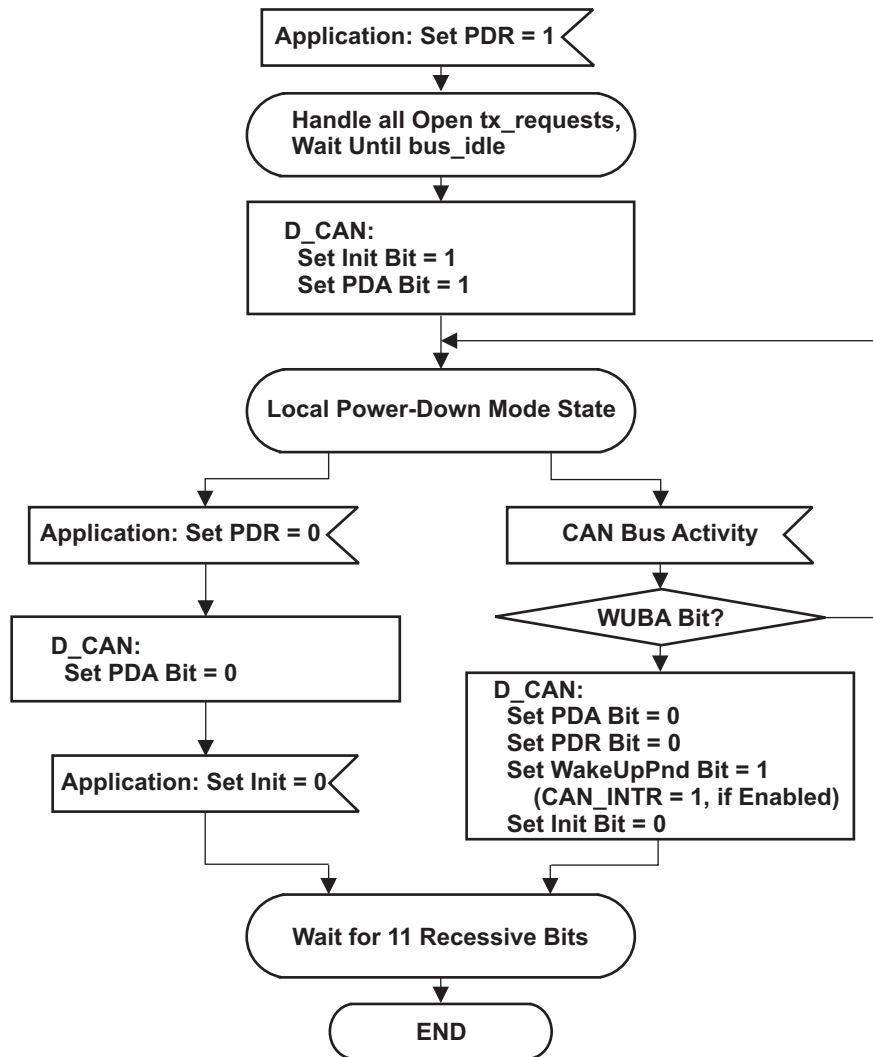 Application: Set PDR = 1
Handle all Open tx_requests,
Wait Until bus_idle
D_CAN:
Set Init Bit = 1
Set PDA Bit = 1
Local Power-Down Mode State
Application: Set PDR = 0
D_CAN:
Set PDA Bit = 0
Application: Set Init = 0
CAN Bus Activity
WUBA Bit?
D_CAN:
Set PDA Bit = 0
Set PDR Bit = 0
Set WakeUpPnd Bit = 1
(CAN_INTR = 1, if Enabled)
Set Init Bit = 0
Wait for 11 Recessive Bits
END